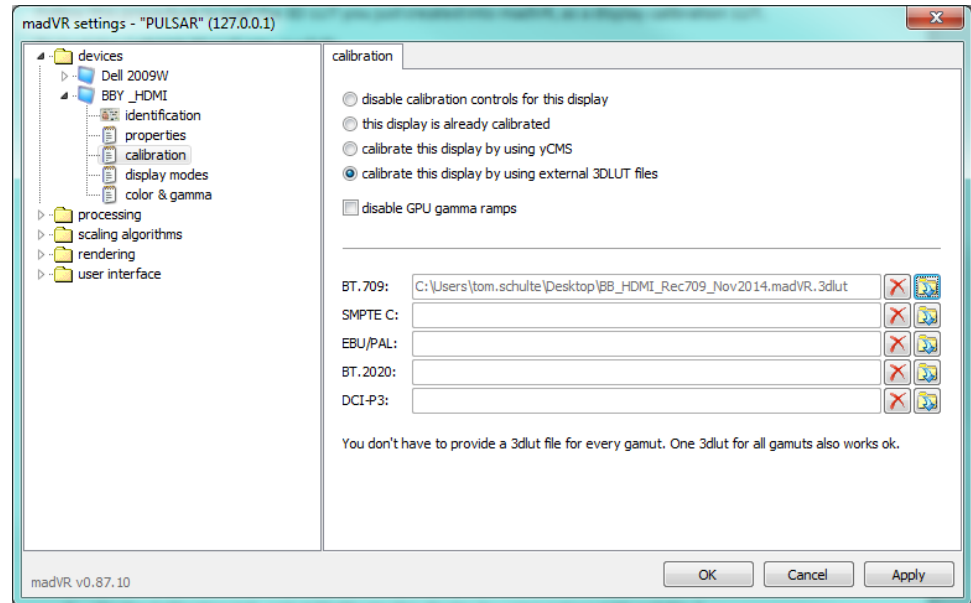 madVR settings - "PULSAR" (127.0.0.1)
devices
Dell 2009W
BBY _HDMI
identification
properties
calibration
display modes
color & gamma
processing
scaling algorithms
rendering
user interface
calibration
disable calibration controls for this display
this display is already calibrated
calibrate this display by using yCMS
calibrate this display by using external 3DLUT files
disable GPU gamma ramps
BT.709: C:\Users\tom.schulte\Desktop\BB_HDMI_Rec709_Nov2014.madVR.3dlut
SMPTE C:
EBU/PAL:
BT.2020:
DCI-P3:
You don't have to provide a 3dlut file for every gamut. One 3dlut for all gamuts also works ok.
madVR v0.87.10
OK Cancel Apply